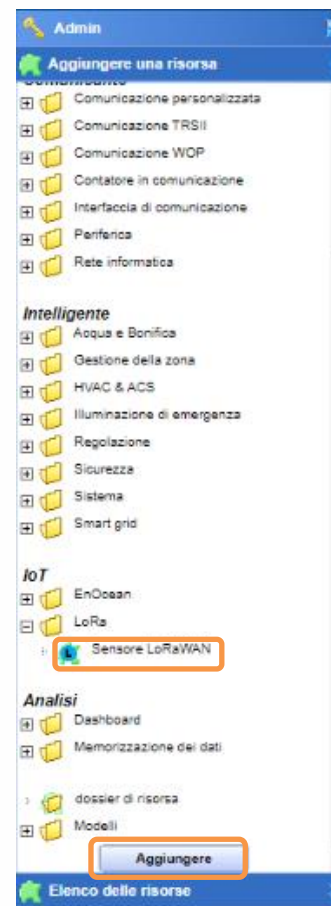 Admin
Aggiungere una risorsa
Comunicante
Comunicazione personalizzata
Comunicazione TRSII
Comunicazione WOP
Contatore in comunicazione
Interfaccia di comunicazione
Periferica
Rete informatica
Intelligente
Acqua e Bonifica
Gestione della zona
HVAC & ACS
Illuminazione di emergenza
Regolazione
Sicurezza
Sistema
Smart grid
IoT
EnOcean
LoRa
Sensore LoRaWAN
Analisi
Dashboard
Memorizzazione dei dati
dossier di risorsa
Modelli
Aggiungere
Elenco delle risorse